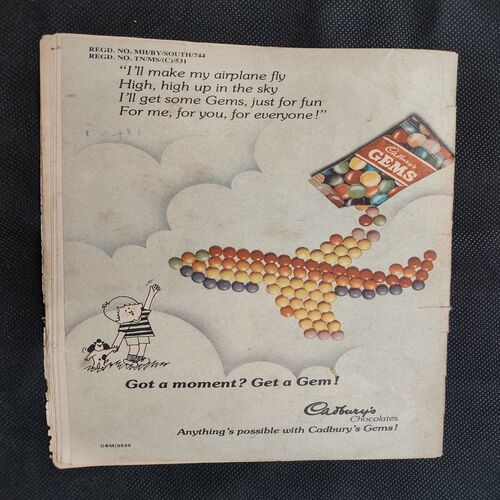 REGD. NO. MH/BY/SOUTH/744
REGD. NO. TN/MS/(C)/531
"I'll make my airplane fly
High, high up in the sky
I'll get some Gems, just for fun
For me, for you, for everyone!"
Cadbury's
GEMS
Got a moment? Get a Gem!
Cadbury's
Chocolates
Anything's possible with Cadbury's Gems!
OBM/9599